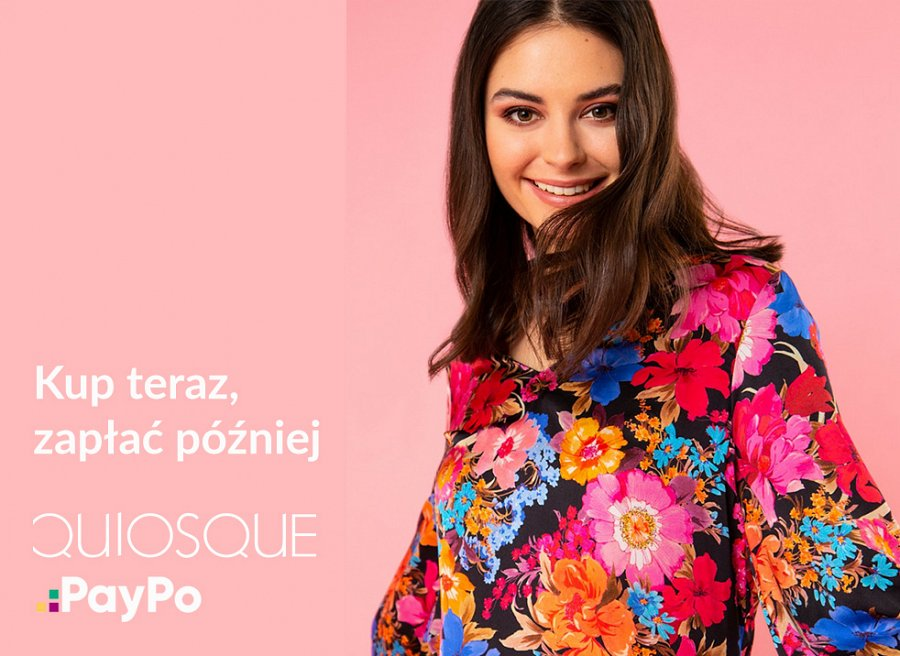 Kup teraz,
zapłać później
QUIOSQUE
PayPo